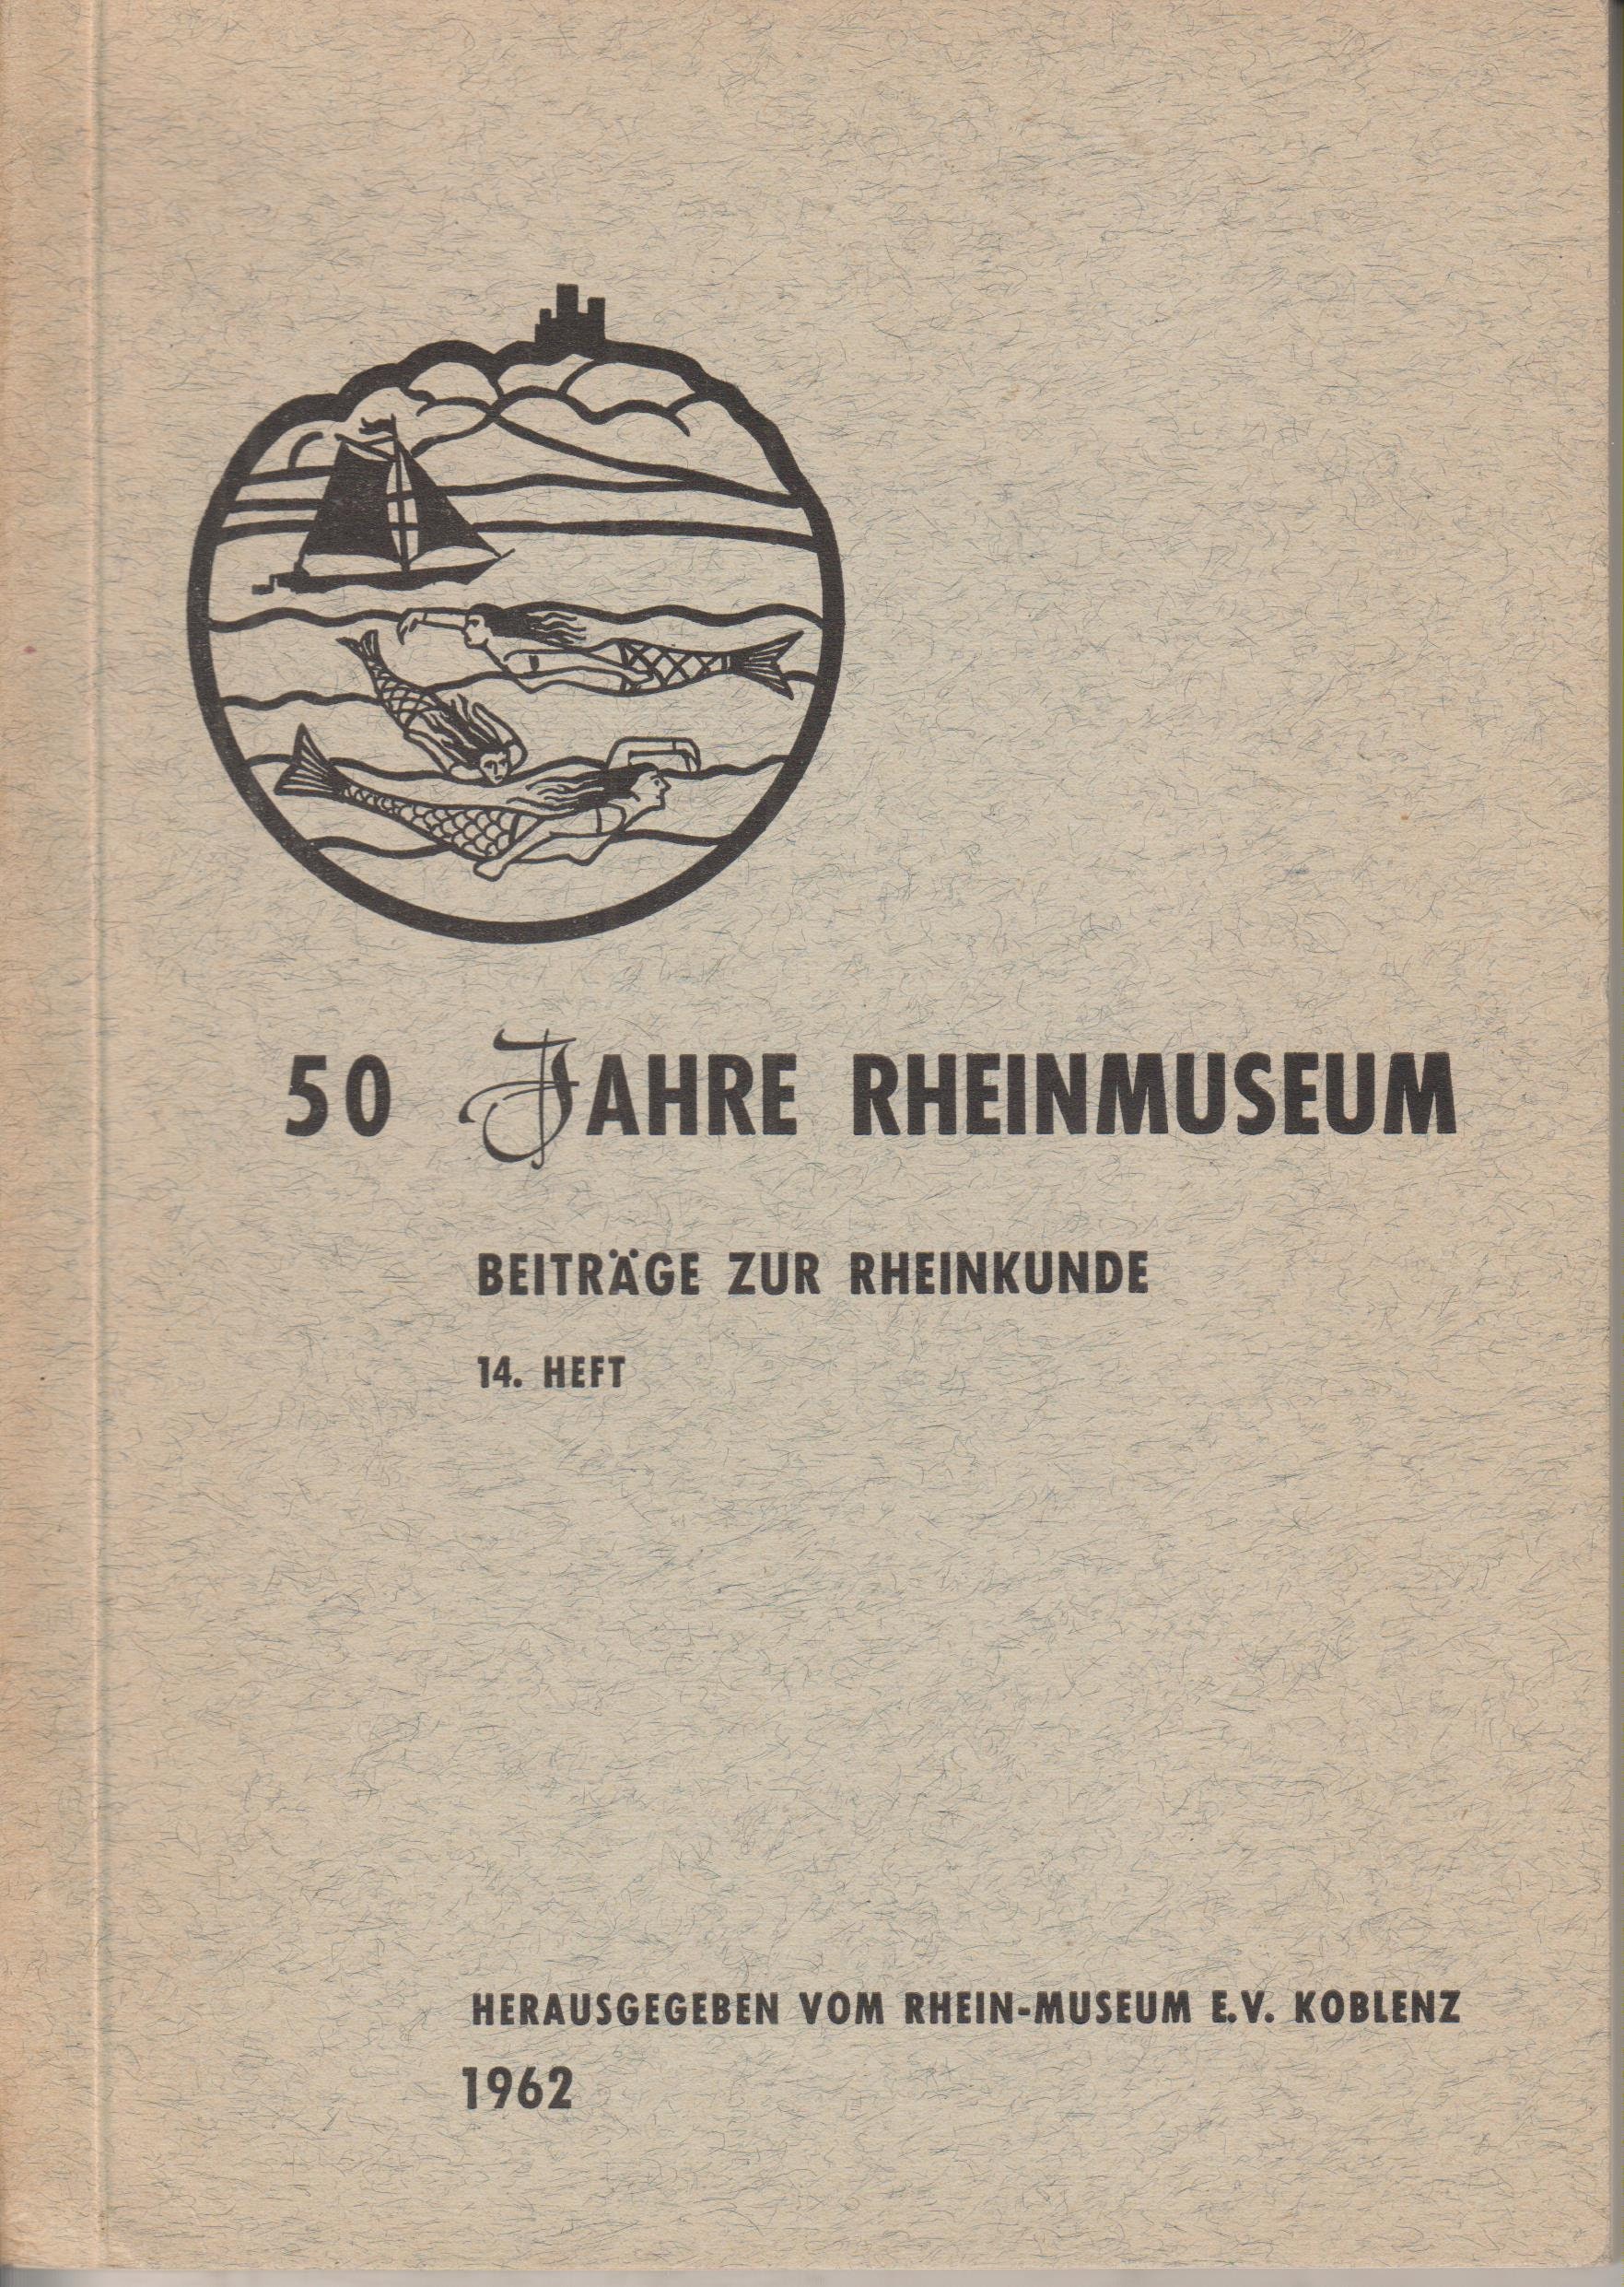 50 JAHRE RHEINMUSEUM
BEITRÄGE ZUR RHEINKUNDE
14. HEFT
HERAUSGEGEBEN VOM RHEIN-MUSEUM E.V. KOBLENZ
1962